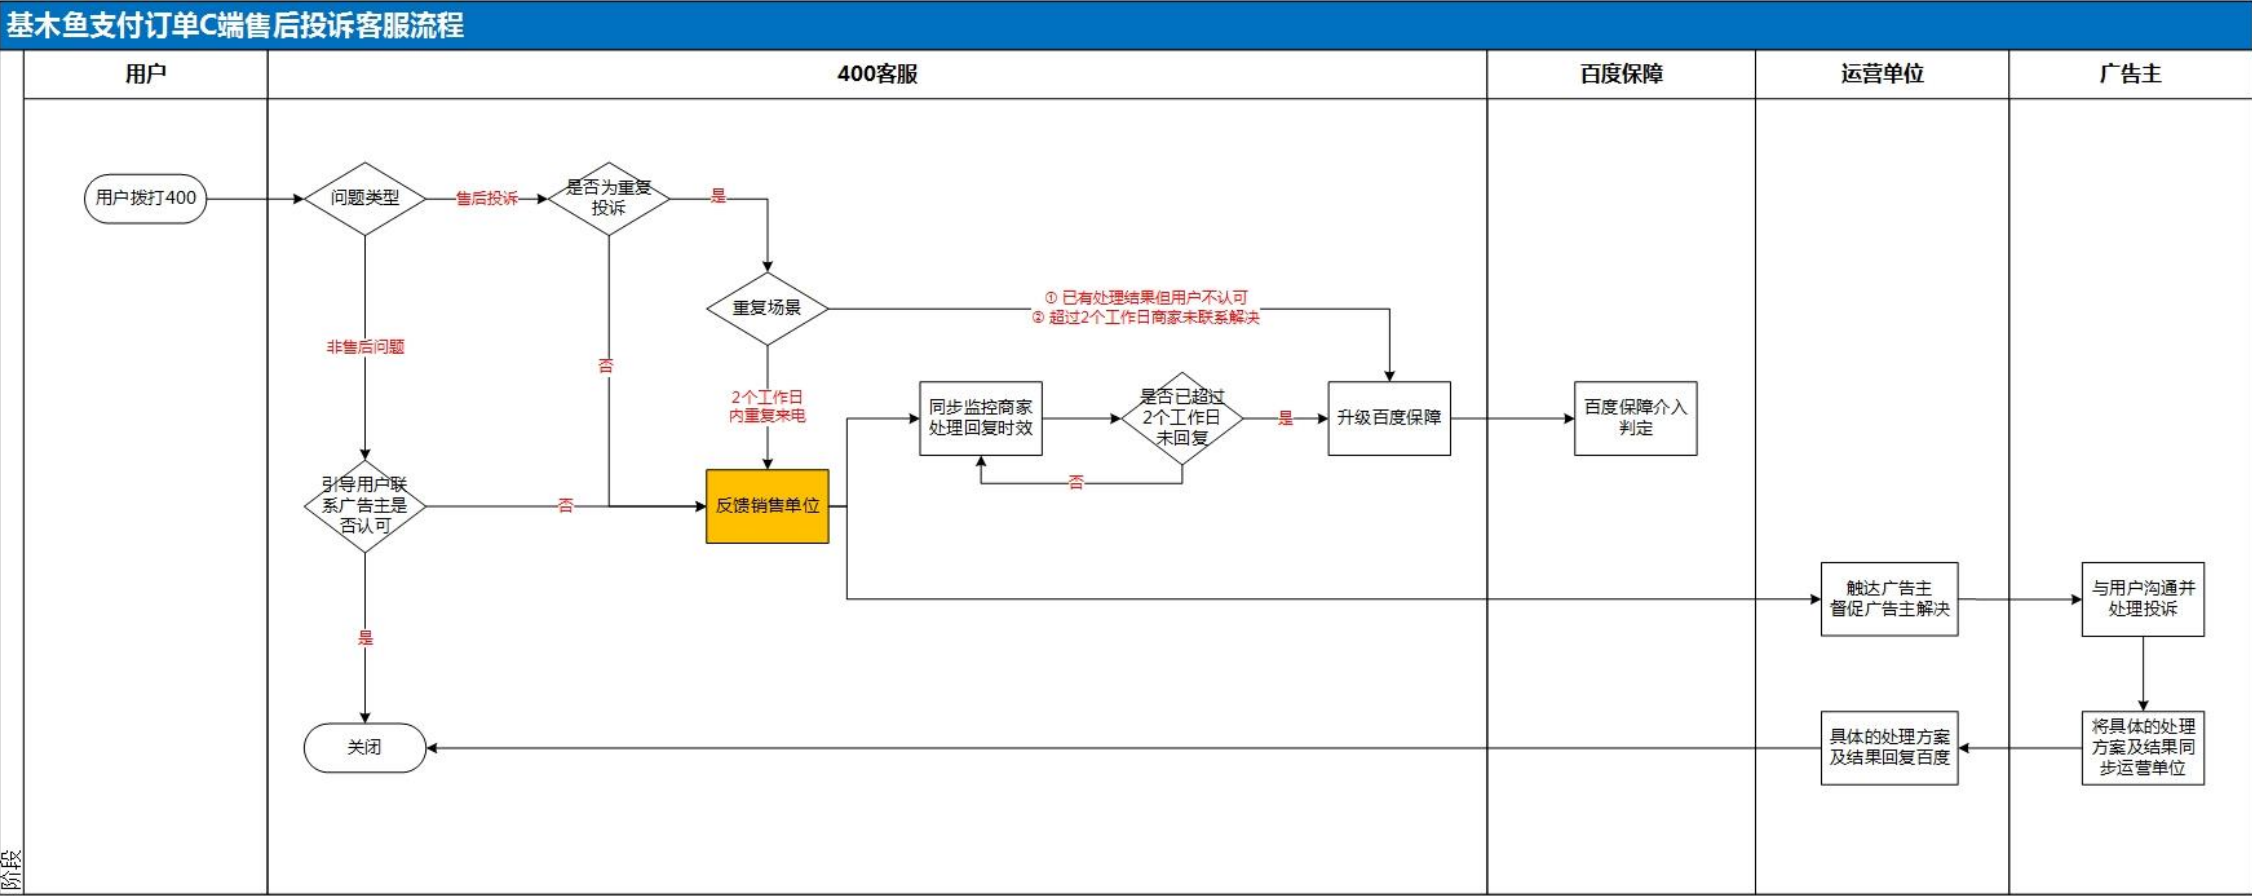 基木鱼支付订单C端售后投诉客服流程
用户
400客服
百度保障
运营单位
广告主
用户拨打400
问题类型
售后投诉
是否为重复
投诉
是
重复场景
① 已有处理结果但用户不认可
② 超过2个工作日商家未联系解决
非售后问题
否
2个工作日
内重复来电
同步监控商家
处理回复时效
是否已超过
2个工作日
未回复
是
升级百度保障
百度保障介入
判定
否
引导用户联
系广告主是
否认可
否
反馈销售单位
触达广告主
督促广告主解决
与用户沟通并
处理投诉
是
关闭
具体的处理方案
及结果回复百度
将具体的处理
方案及结果同
步运营单位
阶段